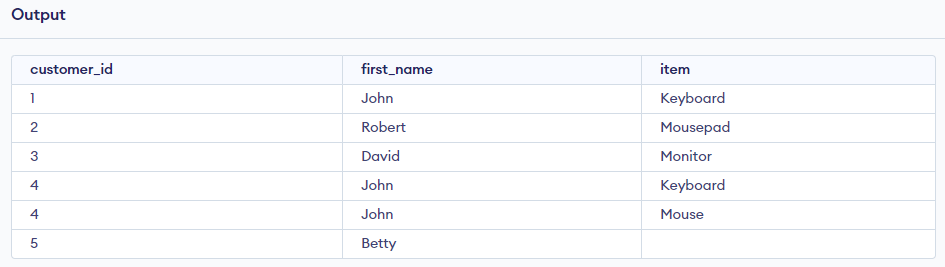 Output
customer_id first_name item
1 John Keyboard
2 Robert Mousepad
3 David Monitor
4 John Keyboard
4 John Mouse
5 Betty